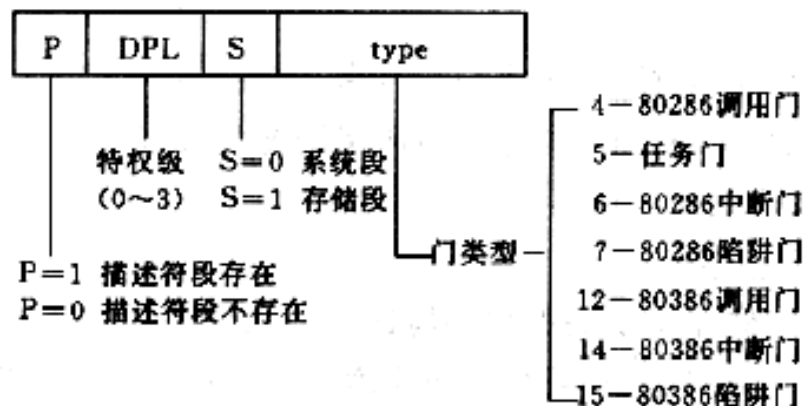 P DPL S type
4—80286调用门
特权级 S=0 系统段
5—任务门
(0～3) S=1 存储段
6—80286中断门
门类型
7—80286陷阱门
P=1 描述符段存在
P=0 描述符段不存在
12—80386调用门
14—80386中断门
15—80386陷阱门